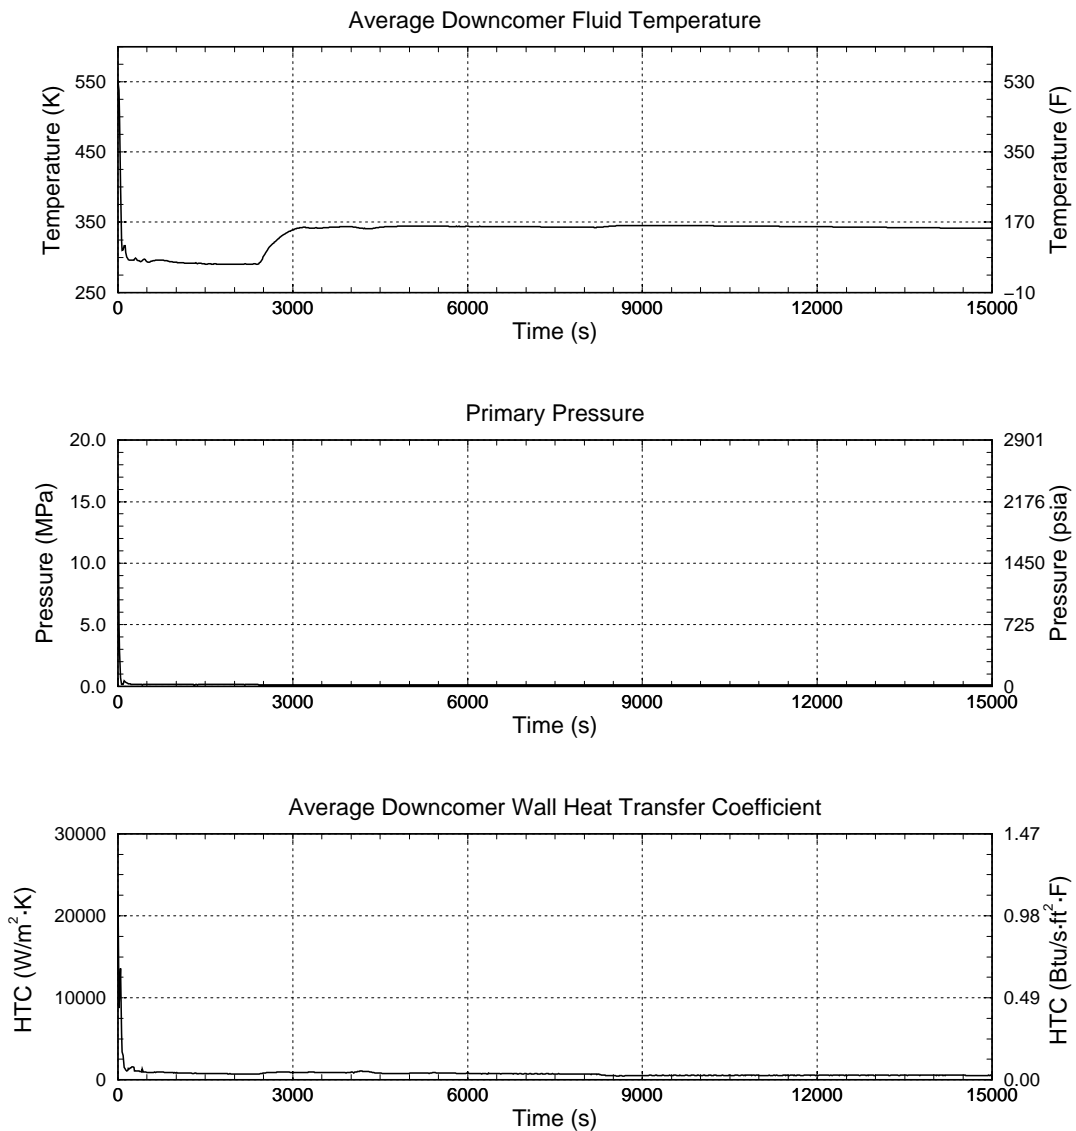 Average Downcomer Fluid Temperature
Temperature (K)
550
450
350
250
530
350
170
−10
Temperature (F)
0 3000 6000 9000 12000 15000
Time (s)
Primary Pressure
Pressure (MPa)
20.0
15.0
10.0
5.0
0.0
2901
2176
1450
725
0
Pressure (psia)
0 3000 6000 9000 12000 15000
Time (s)
Average Downcomer Wall Heat Transfer Coefficient
HTC (W/m²·K)
30000
20000
10000
0
1.47
0.98
0.49
0.00
HTC (Btu/s·ft²·F)
0 3000 6000 9000 12000 15000
Time (s)